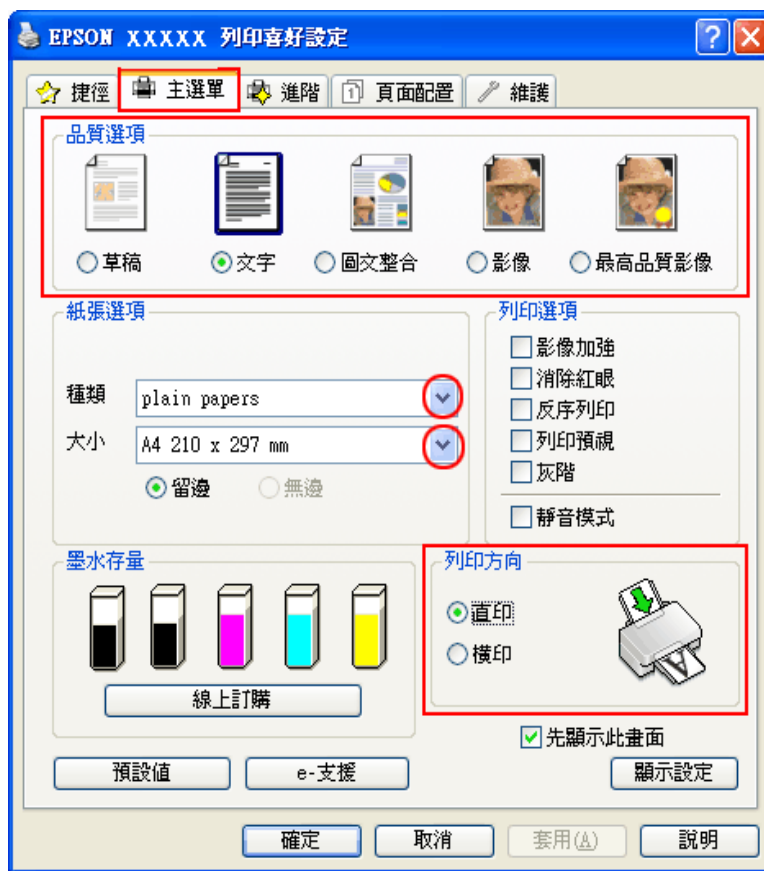 EPSON XXXXX 列印喜好設定
捷徑 主選單 進階 頁面配置 維護
品質選項
草稿 文字 圖文整合 影像 最高品質影像
紙張選項
種類 plain papers
大小 A4 210 x 297 mm
留邊 無邊
列印選項
影像加強
消除紅眼
反序列印
列印預視
灰階
靜音模式
墨水存量
線上訂購
列印方向
直印
橫印
先顯示此畫面
預設值 e-支援 顯示設定
確定 取消 套用(A) 說明